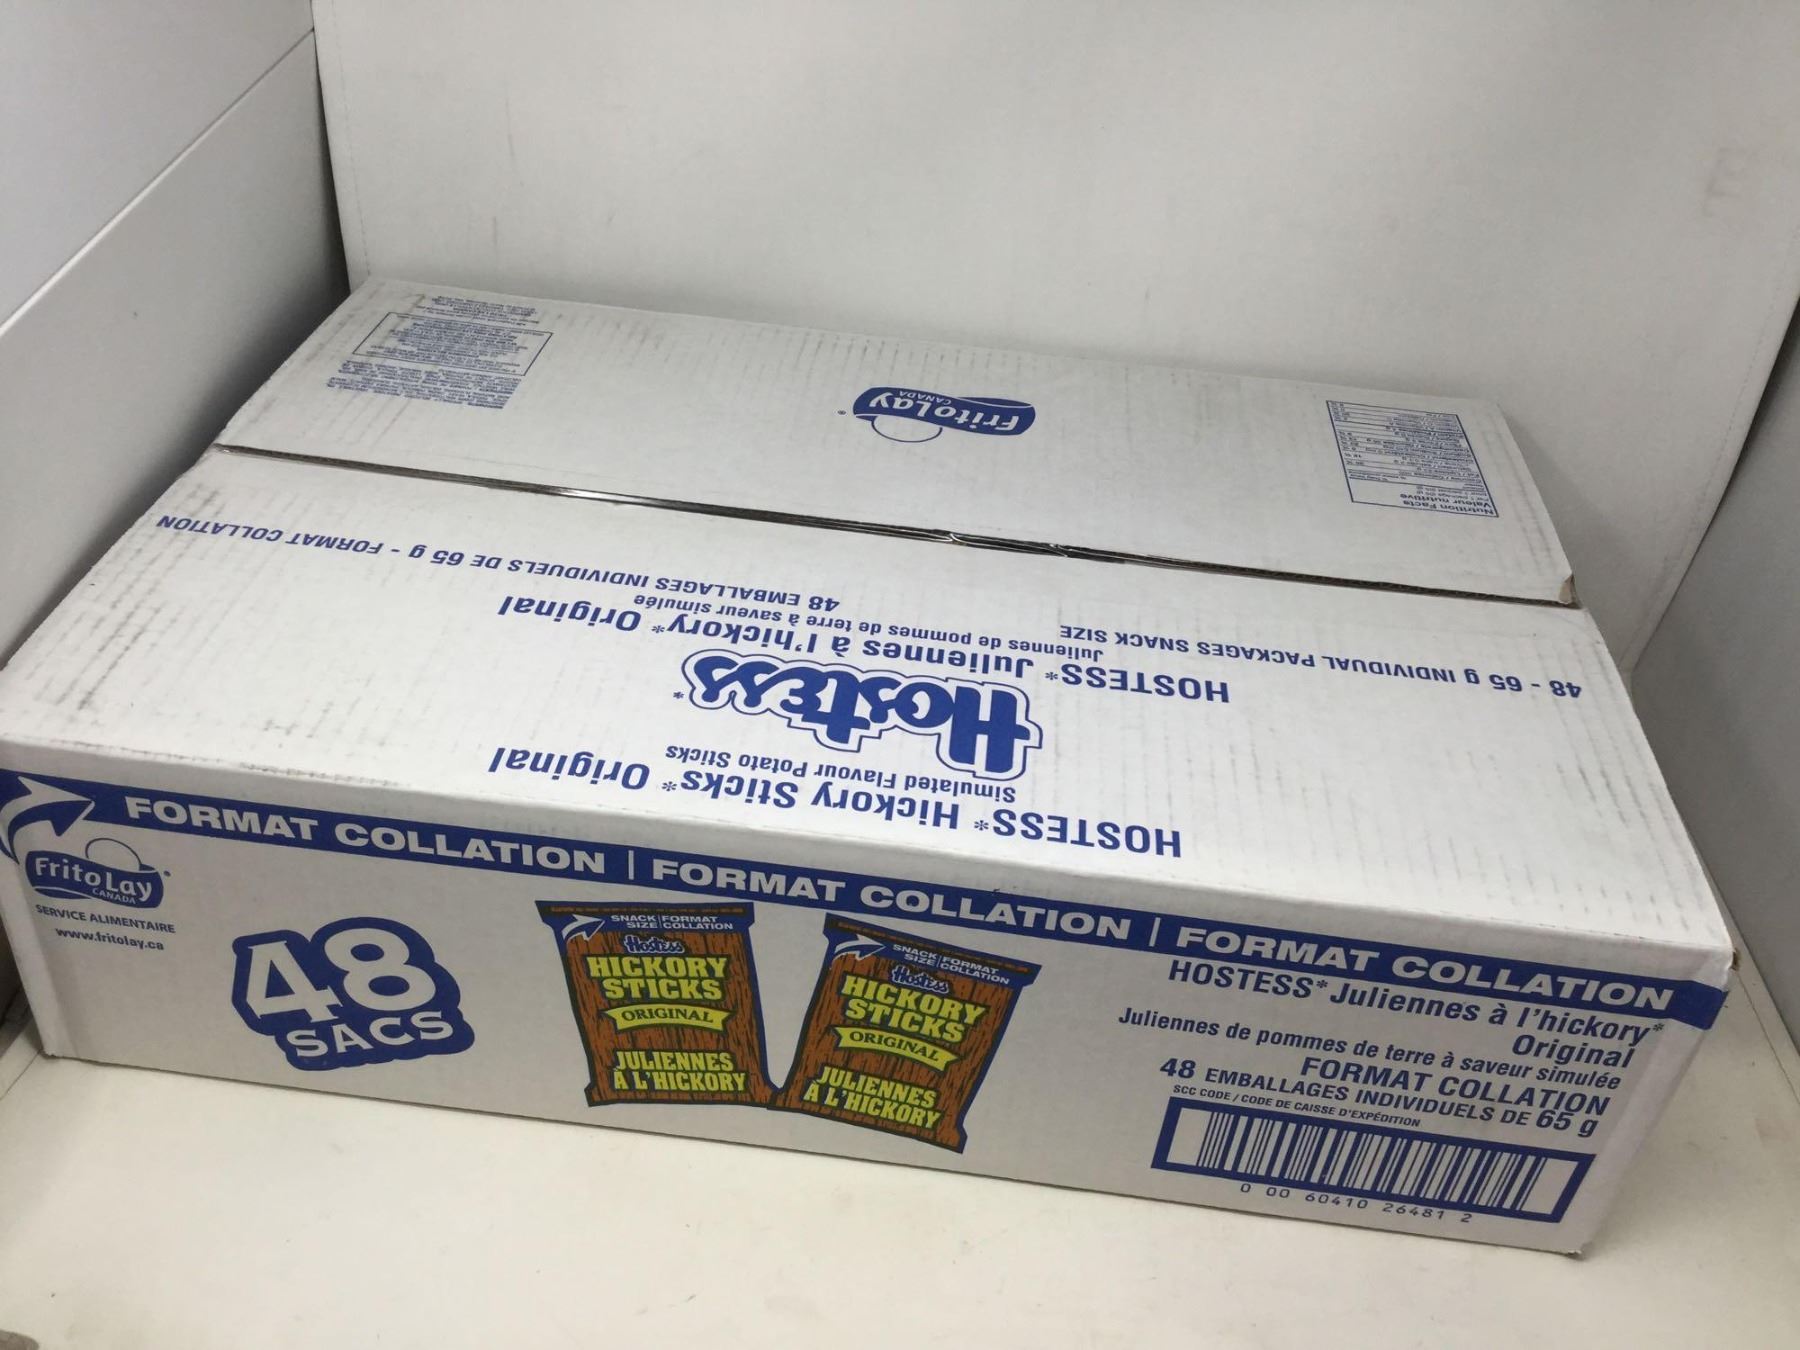 FritoLay
CANADA
Nutrition Facts
Valeur nutritive
48 - 65 g INDIVIDUAL PACKAGES SNACK SIZE
48 EMBALLAGES INDIVIDUELS DE 65 g - FORMAT COLLATION
HOSTESS* Juliennes à l'hickory* Original
Juliennes de pommes de terre à saveur simulée
Hostess*
HOSTESS* Hickory Sticks* Original
Simulated Flavour Potato Sticks
FORMAT COLLATION | FORMAT COLLATION | FORMAT COLLATION
FritoLay
CANADA
SERVICE ALIMENTAIRE
www.fritolay.ca
48
SACS
SNACK FORMAT
SIZE COLLATION
Hostess
HICKORY
STICKS
ORIGINAL
JULIENNES
À L'HICKORY
SNACK FORMAT
SIZE COLLATION
Hostess
HICKORY
STICKS
ORIGINAL
JULIENNES
À L'HICKORY
HOSTESS* Juliennes à l'hickory*
Original
Juliennes de pommes de terre à saveur simulée
FORMAT COLLATION
48 EMBALLAGES INDIVIDUELS DE 65 g
SCC CODE / CODE DE CAISSE D'EXPÉDITION
0 00 60410 26481 2